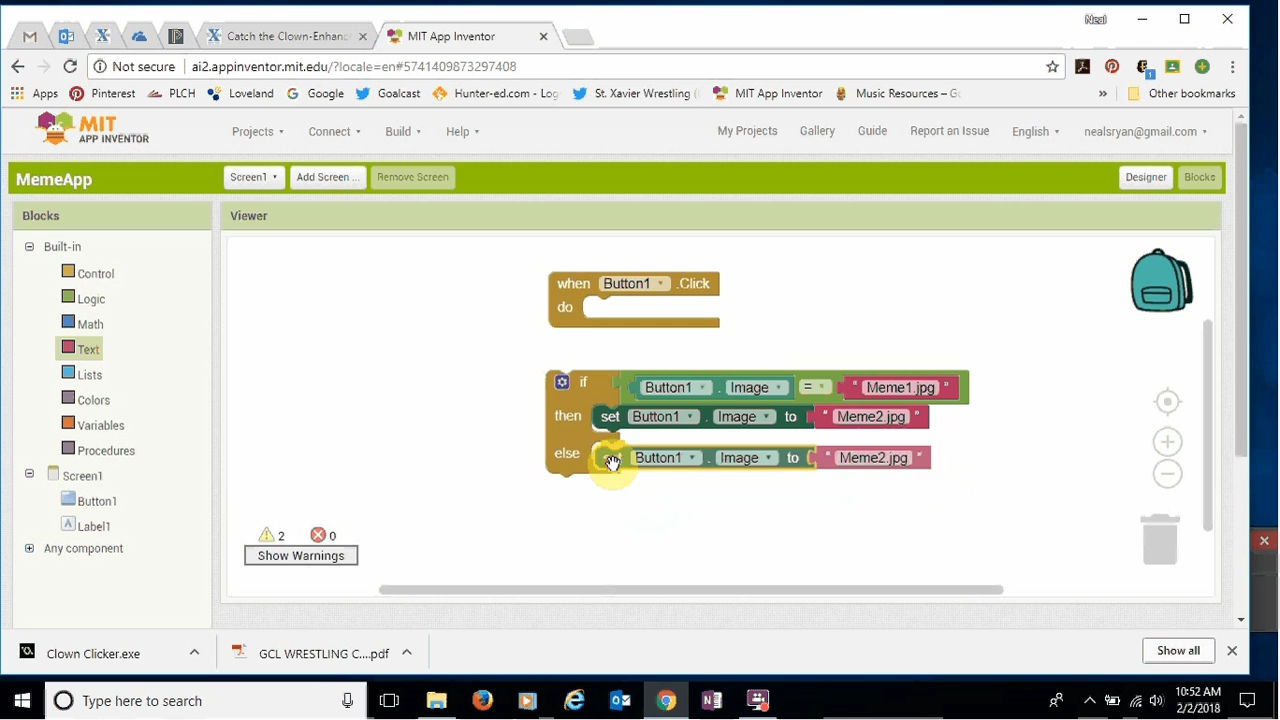 Neal
Catch the Clown-Enhanc
MIT App Inventor
Not secure
ai2.appinventor.mit.edu/?locale=en#5741409873297408
1
Apps
Pinterest
PLCH
Loveland
Google
Goalcast
Hunter-ed.com - Log
St. Xavier Wrestling (
MIT App Inventor
Music Resources – Go
»
Other bookmarks
MIT
APP INVENTOR
Projects
Connect
Build
Help
My Projects
Gallery
Guide
Report an Issue
English
nealsryan@gmail.com
MemeApp
Screen1
Add Screen ...
Remove Screen
Designer
Blocks
Blocks
Viewer
Built-in
Control
Logic
Math
Text
Lists
Colors
Variables
Procedures
Screen1
Button1
Label1
Any component
when Button1 .Click
do
if Button1 . Image = " Meme1.jpg "
then set Button1 . Image to " Meme2.jpg "
else Button1 . Image to " Meme2.jpg "
2 0
Show Warnings
Clown Clicker.exe
GCL WRESTLING C....pdf
Show all
Type here to search
10:52 AM
2/2/2018